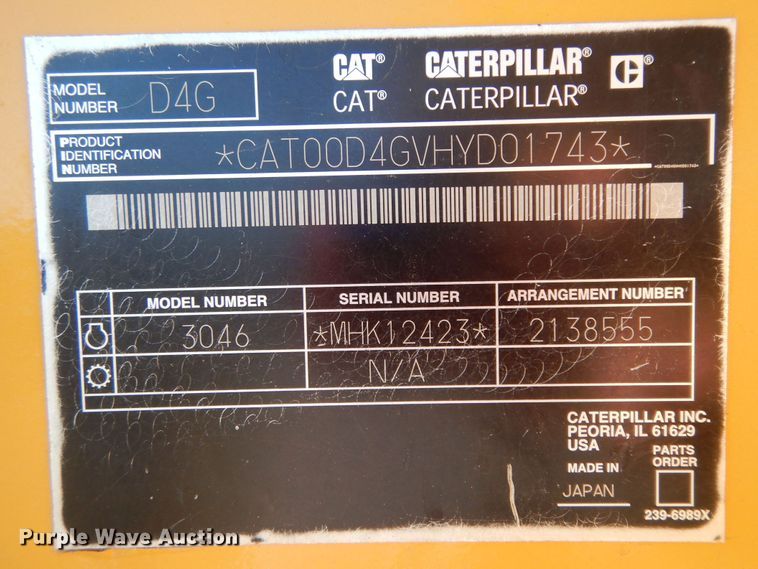 MODEL NUMBER D4G
CAT® CATERPILLAR® C®
CAT® CATERPILLAR®
PRODUCT IDENTIFICATION NUMBER *CAT00D4GVHYD01743*
MODEL NUMBER SERIAL NUMBER ARRANGEMENT NUMBER
3046 *MHK12423* 2138555
N/A
CATERPILLAR INC.
PEORIA, IL 61629
USA
MADE IN JAPAN
PARTS ORDER
239-6989X
Purple Wave Auction